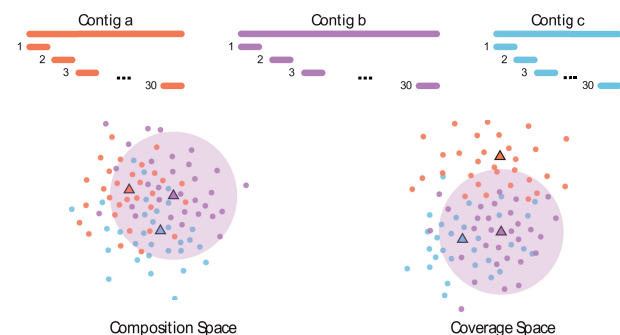 Contig a Contig b Contig c
1 1 1
2 2 2
3 ... 3 ... 3 ...
30 30 30
Composition Space Coverage Space